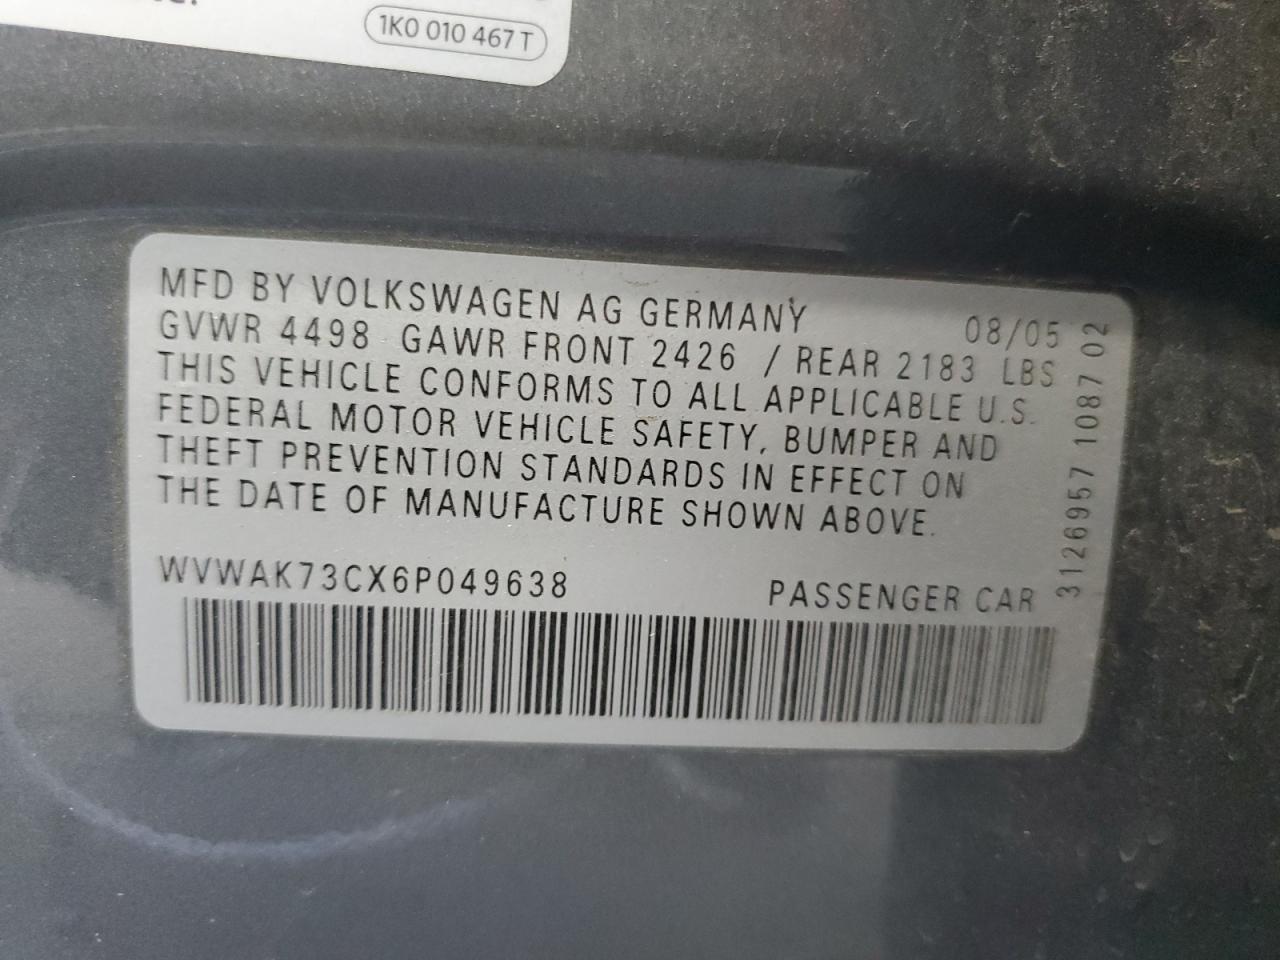 1K0 010 467 T
MFD BY VOLKSWAGEN AG GERMANY 08/05
GVWR 4498 GAWR FRONT 2426 / REAR 2183 LBS
THIS VEHICLE CONFORMS TO ALL APPLICABLE U.S.
FEDERAL MOTOR VEHICLE SAFETY, BUMPER AND
THEFT PREVENTION STANDARDS IN EFFECT ON
THE DATE OF MANUFACTURE SHOWN ABOVE.
WVWAK73CX6P049638 PASSENGER CAR
3126957 1087 02